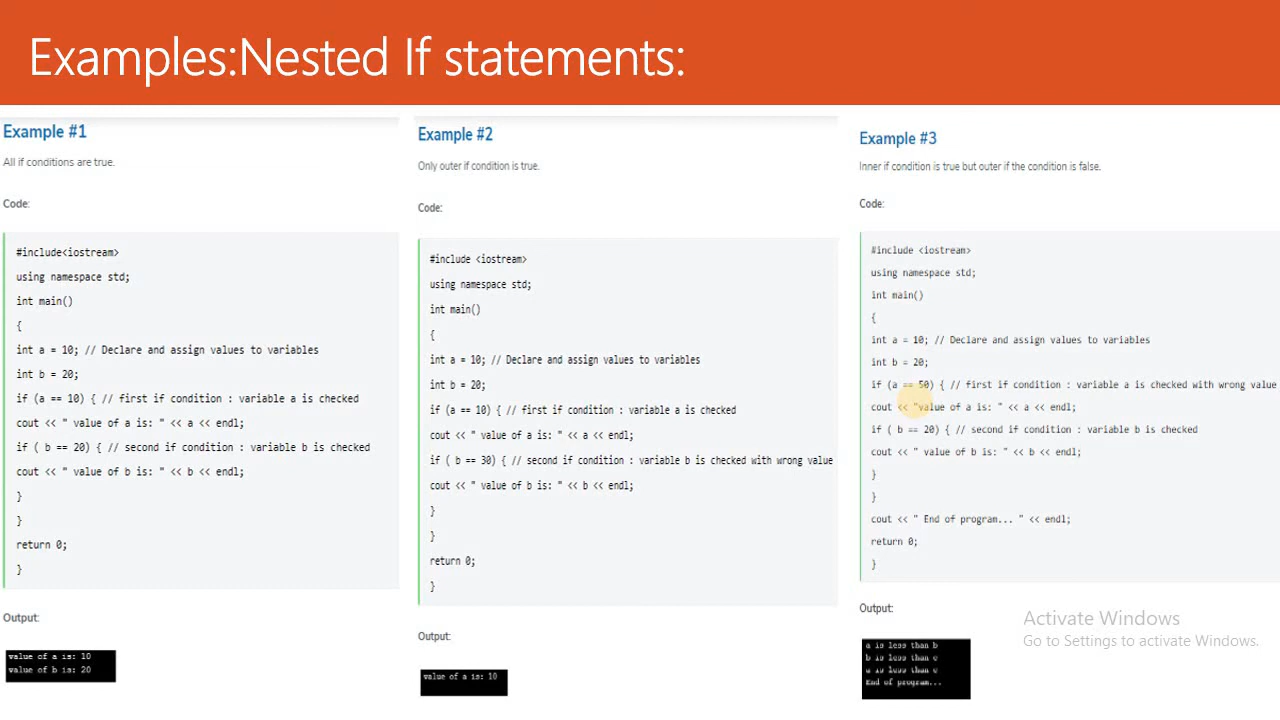 Examples:Nested If statements:
Example #1
All if conditions are true.
Code:
#include<iostream>
using namespace std;
int main()
{
int a = 10; // Declare and assign values to variables
int b = 20;
if (a == 10) { // first if condition : variable a is checked
cout << " value of a is: " << a << endl;
if ( b == 20) { // second if condition : variable b is checked
cout << " value of b is: " << b << endl;
}
}
return 0;
}
Output:
value of a is: 10
value of b is: 20
Example #2
Only outer if condition is true.
Code:
#include <iostream>
using namespace std;
int main()
{
int a = 10; // Declare and assign values to variables
int b = 20;
if (a == 10) { // first if condition : variable a is checked
cout << " value of a is: " << a << endl;
if ( b == 30) { // second if condition : variable b is checked with wrong value
cout << " value of b is: " << b << endl;
}
}
return 0;
}
Output:
value of a is: 10
Example #3
Inner if condition is true but outer if the condition is false.
Code:
#include <iostream>
using namespace std;
int main()
{
int a = 10; // Declare and assign values to variables
int b = 20;
if (a == 50) { // first if condition : variable a is checked with wrong value
cout << "value of a is: " << a << endl;
if ( b == 20) { // second if condition : variable b is checked
cout << " value of b is: " << b << endl;
}
}
cout << " End of program... " << endl;
return 0;
}
Output:
a is less than b
b is less than c
a is less than c
End of program...
Activate Windows
Go to Settings to activate Windows.